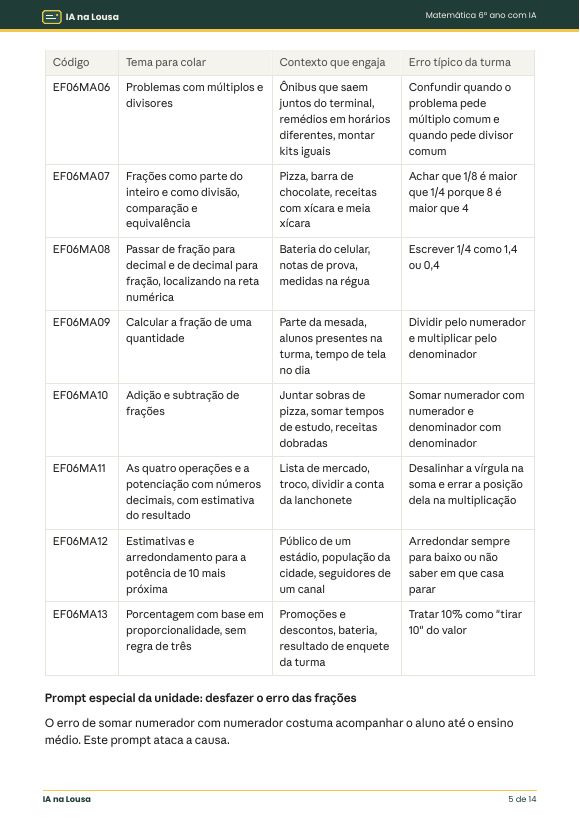 IA na Lousa
Matemática 6º ano com IA
Código Tema para colar Contexto que engaja Erro típico da turma
EF06MA06
Problemas com múltiplos e
divisores
Ônibus que saem
juntos do terminal,
remédios em horários
diferentes, montar
kits iguais
Confundir quando o
problema pede
múltiplo comum e
quando pede divisor
comum
EF06MA07
Frações como parte do
inteiro e como divisão,
comparação e
equivalência
Pizza, barra de
chocolate, receitas
com xícara e meia
xícara
Achar que 1/8 é maior
que 1/4 porque 8 é
maior que 4
EF06MA08
Passar de fração para
decimal e de decimal para
fração, localizando na reta
numérica
Bateria do celular,
notas de prova,
medidas na régua
Escrever 1/4 como 1,4
ou 0,4
EF06MA09
Calcular a fração de uma
quantidade
Parte da mesada,
alunos presentes na
turma, tempo de tela
no dia
Dividir pelo numerador
e multiplicar pelo
denominador
EF06MA10
Adição e subtração de
frações
Juntar sobras de
pizza, somar tempos
de estudo, receitas
dobradas
Somar numerador com
numerador e
denominador com
denominador
EF06MA11
As quatro operações e a
potenciação com números
decimais, com estimativa
do resultado
Lista de mercado,
troco, dividir a conta
da lanchonete
Desalinhar a vírgula na
soma e errar a posição
dela na multiplicação
EF06MA12
Estimativas e
arredondamento para a
potência de 10 mais
próxima
Público de um
estádio, população da
cidade, seguidores de
um canal
Arredondar sempre
para baixo ou não
saber em que casa
parar
EF06MA13
Porcentagem com base em
proporcionalidade, sem
regra de três
Promoções e
descontos, bateria,
resultado de enquete
da turma
Tratar 10% como "tirar
10" do valor
Prompt especial da unidade: desfazer o erro das frações
O erro de somar numerador com numerador costuma acompanhar o aluno até o ensino
médio. Este prompt ataca a causa.
IA na Lousa
5 de 14